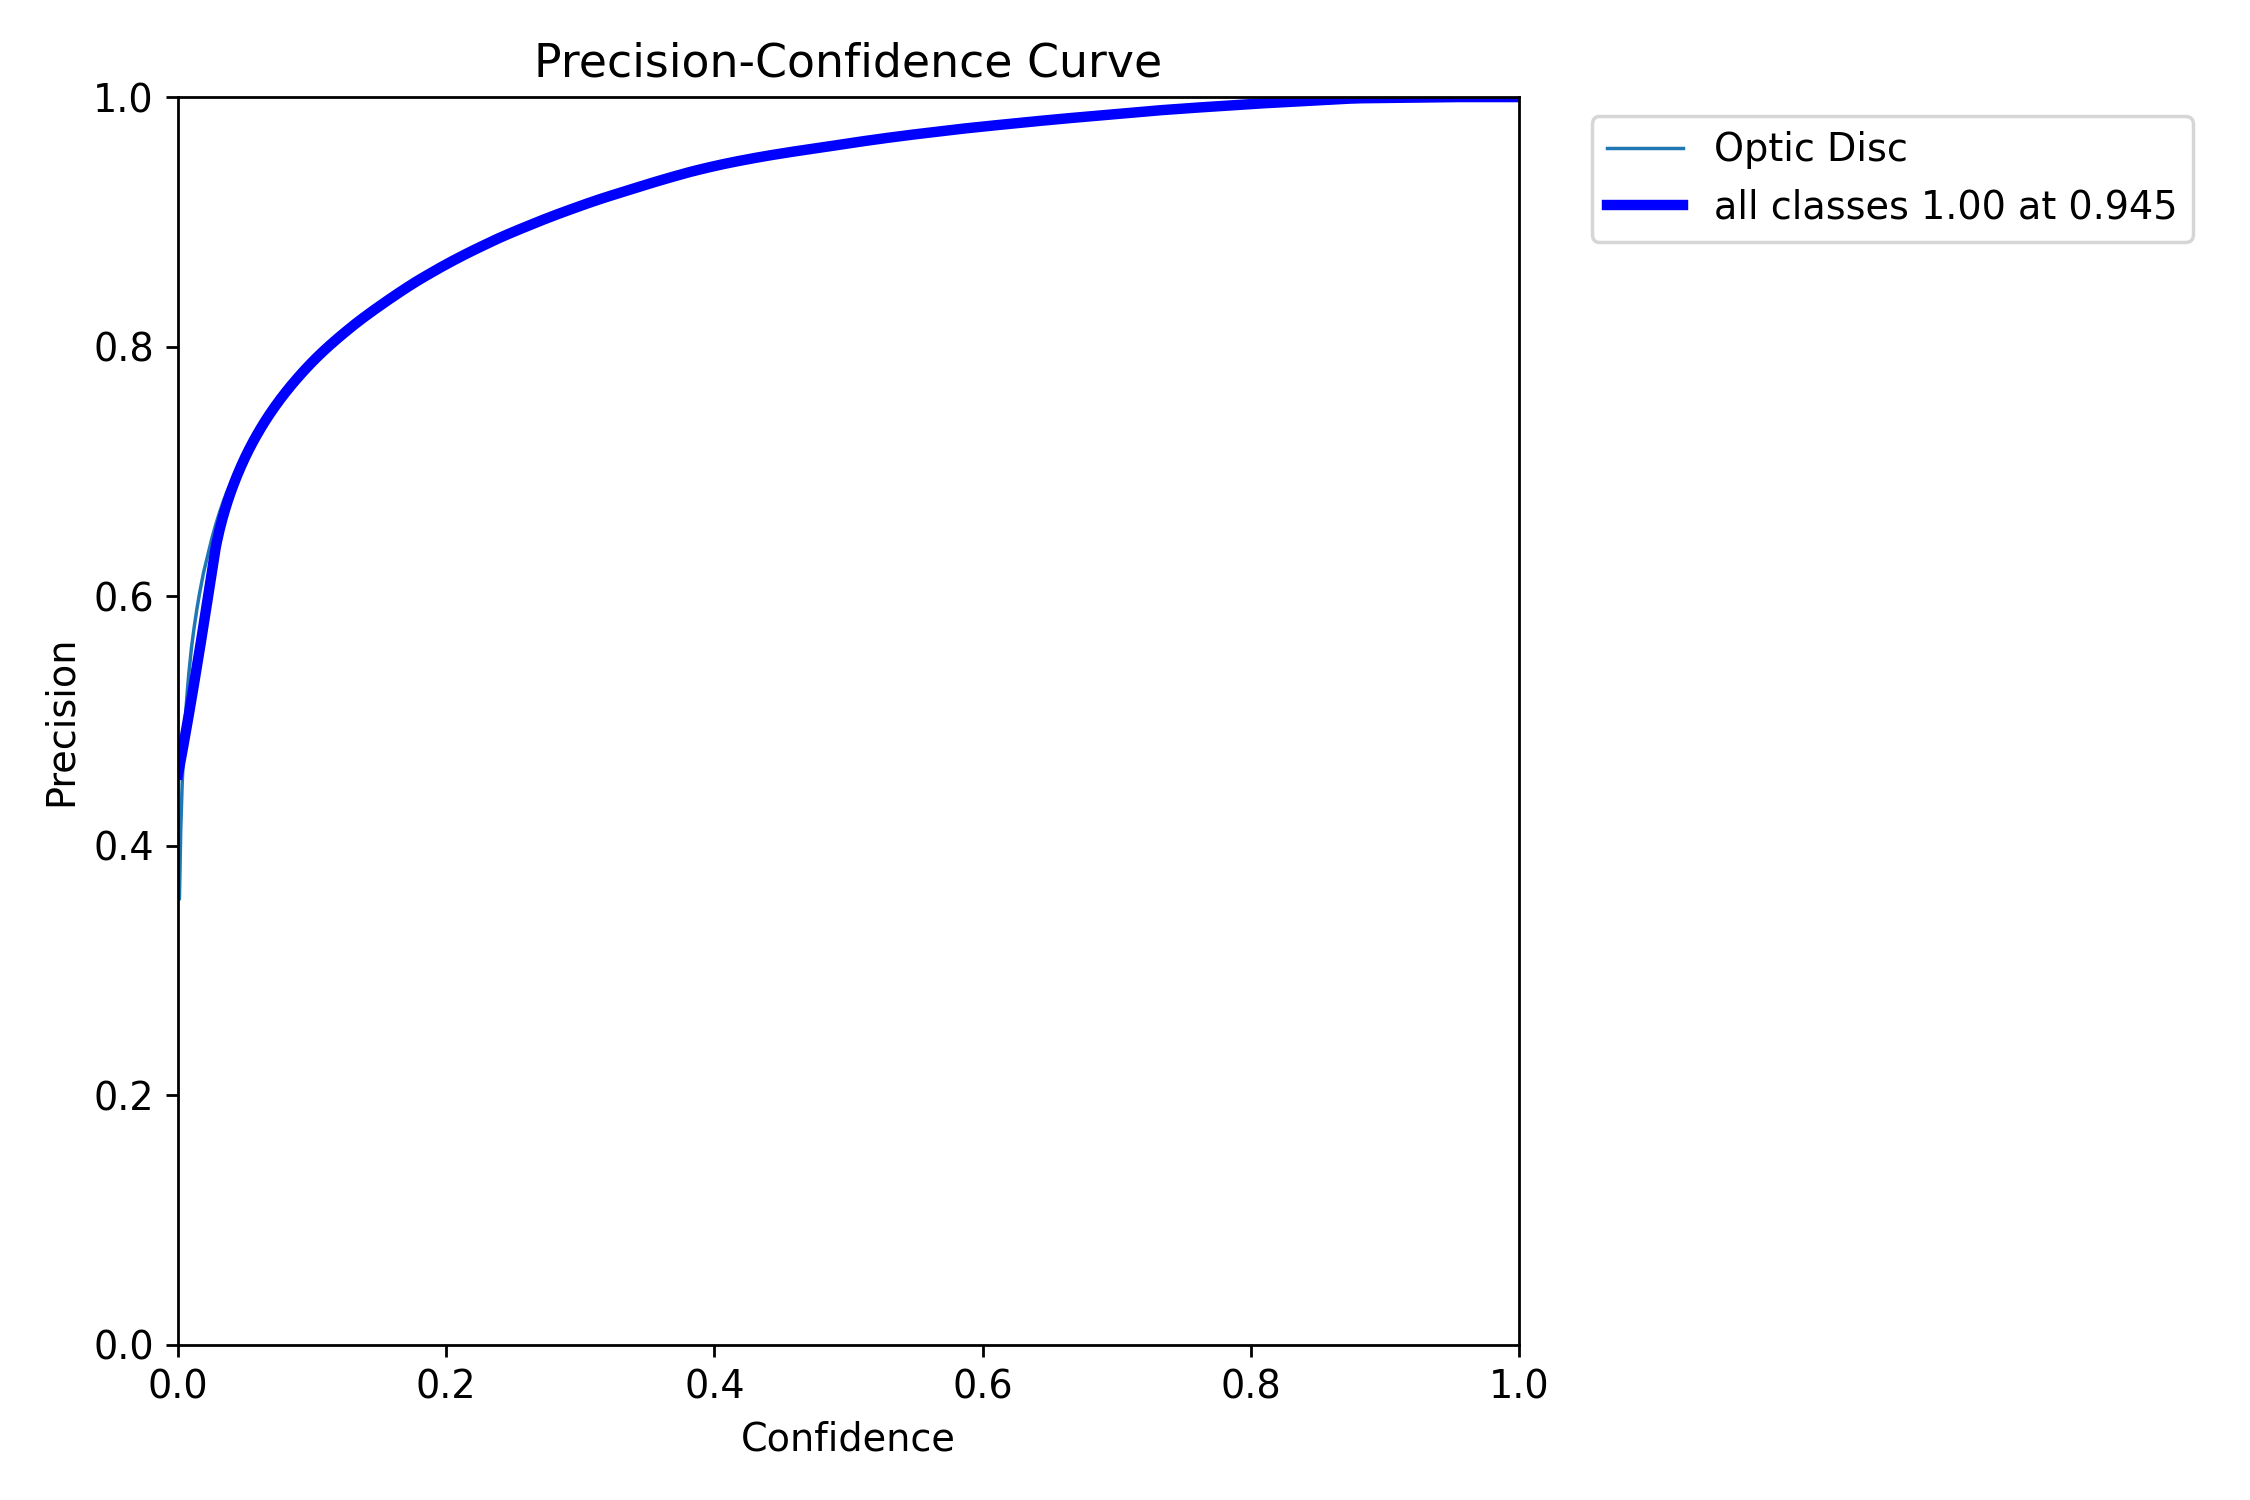 Precision-Confidence Curve
1.0
0.8
0.6
0.4
0.2
0.0
Precision
0.0 0.2 0.4 0.6 0.8 1.0
Confidence
Optic Disc
all classes 1.00 at 0.945